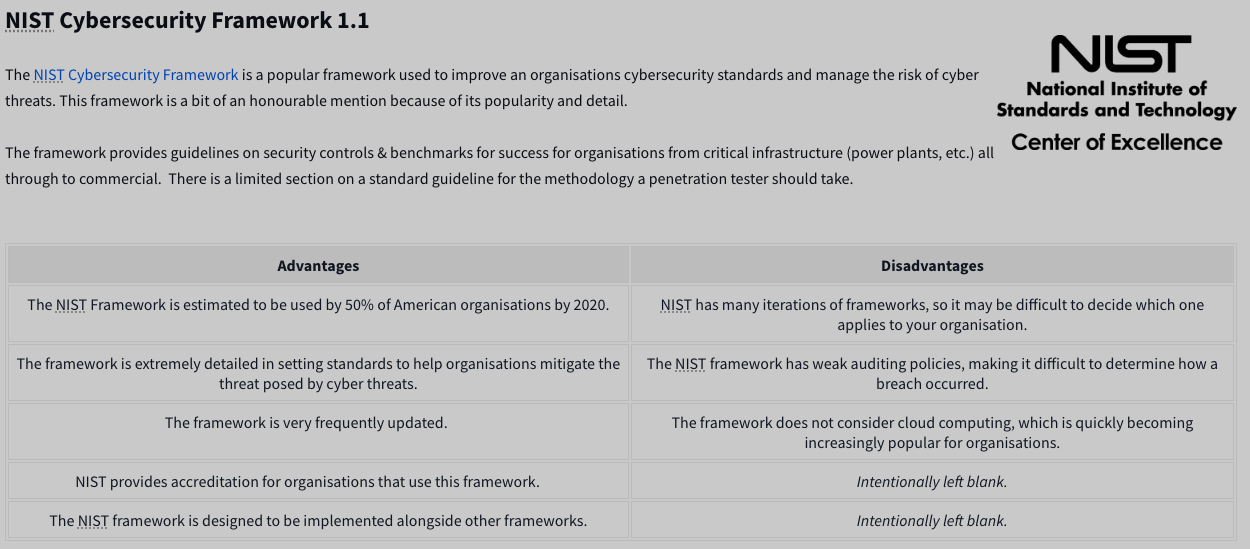 NIST Cybersecurity Framework 1.1
NIST
National Institute of
Standards and Technology
Center of Excellence
The NIST Cybersecurity Framework is a popular framework used to improve an organisations cybersecurity standards and manage the risk of cyber
threats. This framework is a bit of an honourable mention because of its popularity and detail.
The framework provides guidelines on security controls & benchmarks for success for organisations from critical infrastructure (power plants, etc.) all
through to commercial.  There is a limited section on a standard guideline for the methodology a penetration tester should take.
Advantages
Disadvantages
The NIST Framework is estimated to be used by 50% of American organisations by 2020.
NIST has many iterations of frameworks, so it may be difficult to decide which one
applies to your organisation.
The framework is extremely detailed in setting standards to help organisations mitigate the
threat posed by cyber threats.
The NIST framework has weak auditing policies, making it difficult to determine how a
breach occurred.
The framework is very frequently updated.
The framework does not consider cloud computing, which is quickly becoming
increasingly popular for organisations.
NIST provides accreditation for organisations that use this framework.
Intentionally left blank.
The NIST framework is designed to be implemented alongside other frameworks.
Intentionally left blank.